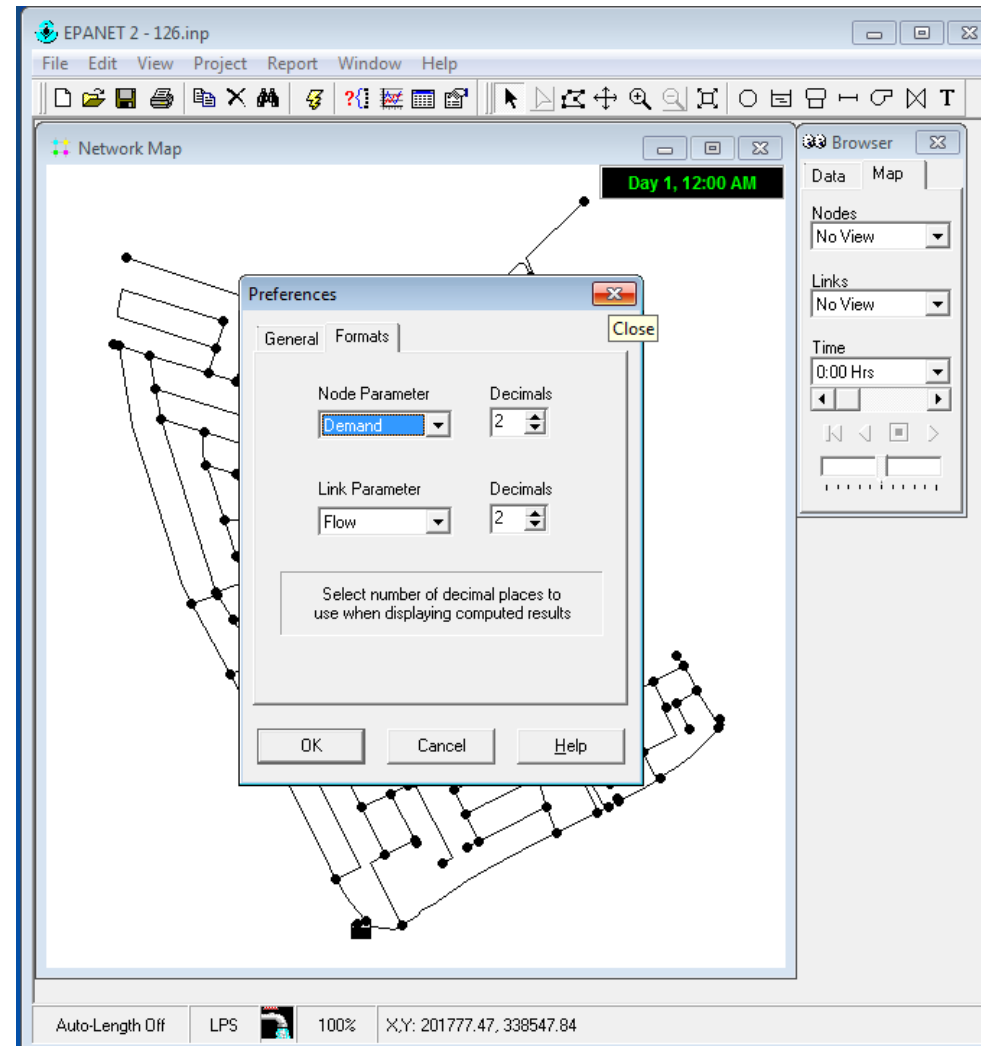 EPANET 2 - 126.inp
File Edit View Project Report Window Help
T
Network Map
Day 1, 12:00 AM
Browser
Data Map
Nodes
No View
Links
No View
Time
0:00 Hrs
Preferences
Close
General Formats
Node Parameter Decimals
Demand 2
Link Parameter Decimals
Flow 2
Select number of decimal places to
use when displaying computed results
OK Cancel Help
Auto-Length Off LPS 100% X,Y: 201777.47, 338547.84